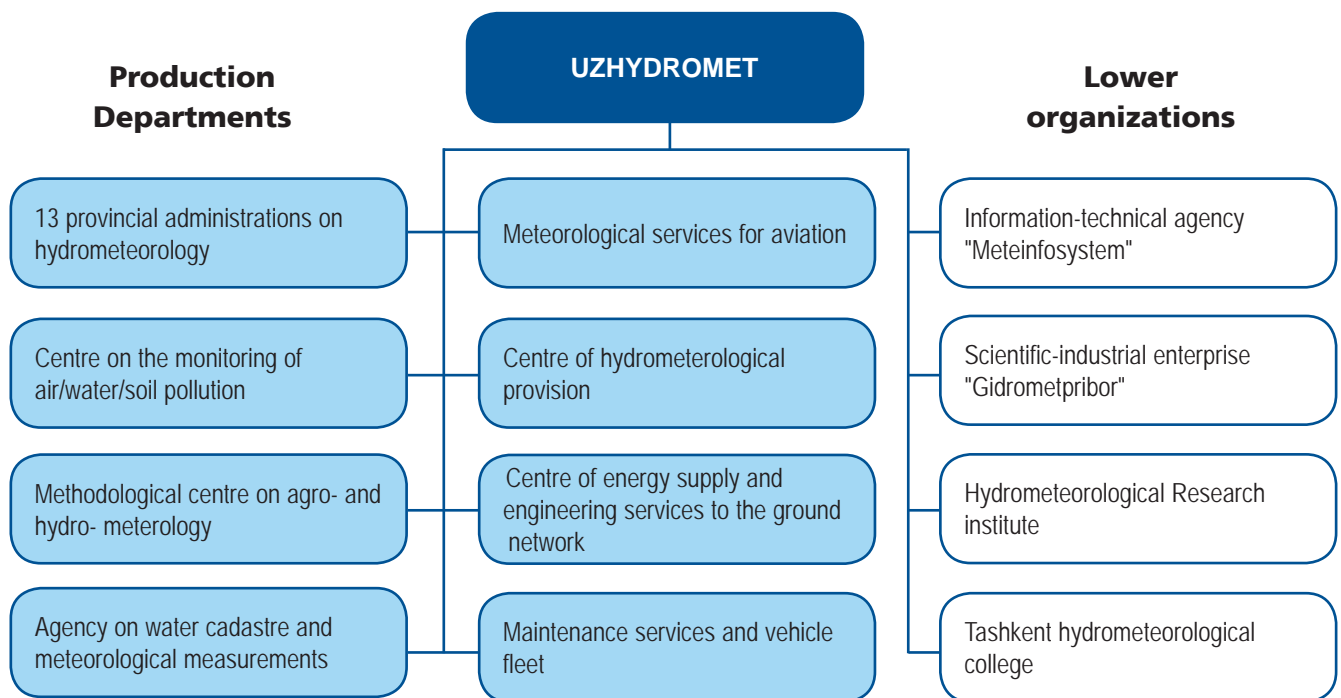 UZHYDROMET
Production
Departments
Lower
organizations
13 provincial administrations on
hydrometeorology
Meteorological services for aviation
Information-technical agency
"Meteinfosystem"
Centre on the monitoring of
air/water/soil pollution
Centre of hydrometerological
provision
Scientific-industrial enterprise
"Gidrometpribor"
Methodological centre on agro- and
hydro- meterology
Centre of energy supply and
engineering services to the ground
network
Hydrometeorological Research
institute
Agency on water cadastre and
meteorological measurements
Maintenance services and vehicle
fleet
Tashkent hydrometeorological
college